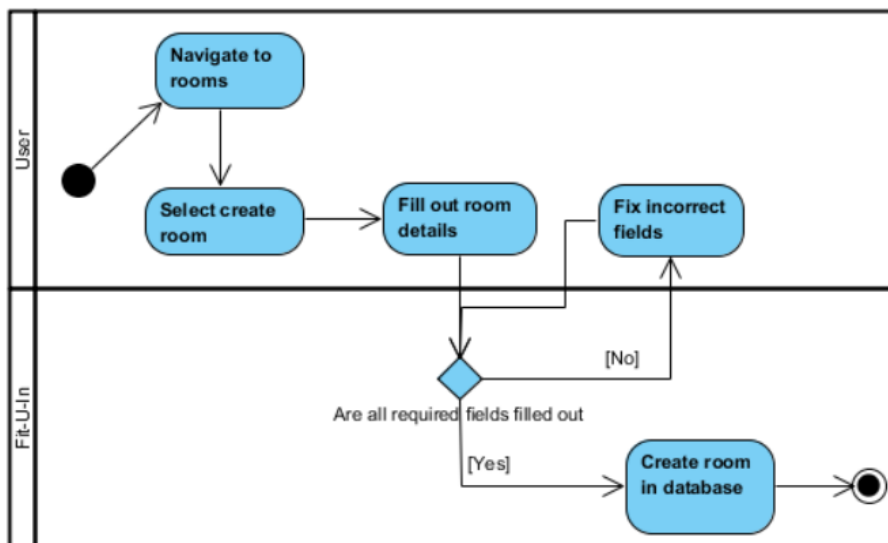 User
Navigate to
rooms
Select create
room
Fill out room
details
Fix incorrect
fields
Fit-U-In
[No]
Are all required fields filled out
[Yes]
Create room
in database